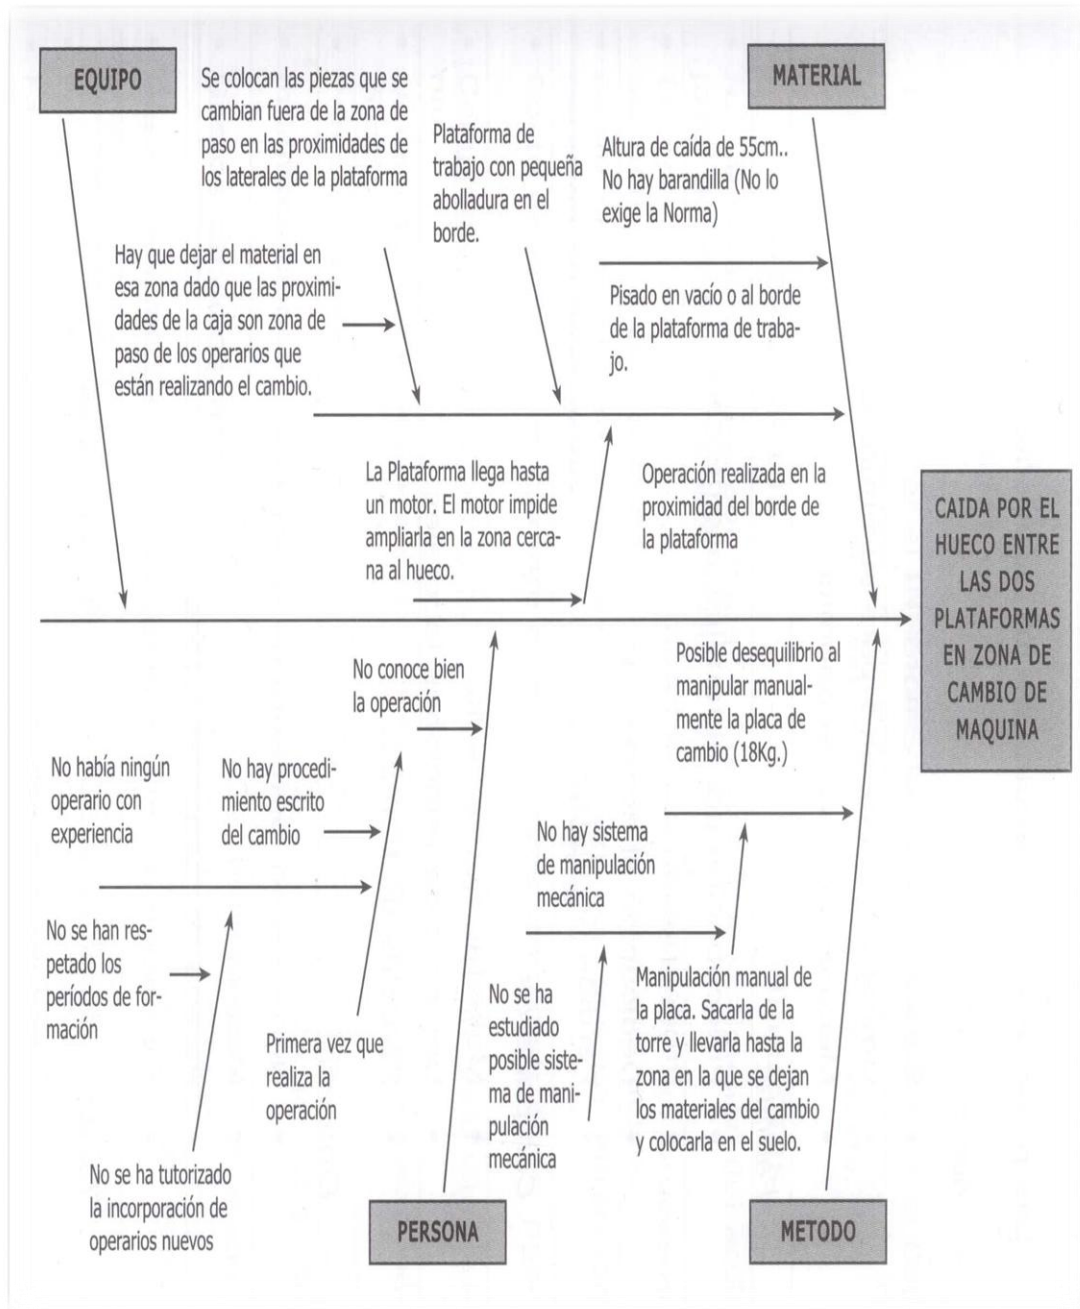 EQUIPO
Se colocan las piezas que se
cambian fuera de la zona de
paso en las proximidades de
los laterales de la plataforma
MATERIAL
Plataforma de
trabajo con pequeña
abolladura en el
borde.
Altura de caída de 55cm..
No hay barandilla (No lo
exige la Norma)
Hay que dejar el material en
esa zona dado que las proximi-
dades de la caja son zona de
paso de los operarios que
están realizando el cambio.
Pisado en vacío o al borde
de la plataforma de traba-
jo.
La Plataforma llega hasta
un motor. El motor impide
ampliarla en la zona cerca-
na al hueco.
Operación realizada en la
proximidad del borde de
la plataforma
CAIDA POR EL
HUECO ENTRE
LAS DOS
PLATAFORMAS
EN ZONA DE
CAMBIO DE
MAQUINA
No conoce bien
la operación
Posible desequilibrio al
manipular manual-
mente la placa de
cambio (18Kg.)
No había ningún
operario con
experiencia
No hay procedi-
miento escrito
del cambio
No hay sistema
de manipulación
mecánica
No se han res-
petado los
períodos de for-
mación
Primera vez que
realiza la
operación
No se ha
estudiado
posible siste-
ma de mani-
pulación
mecánica
Manipulación manual de
la placa. Sacarla de la
torre y llevarla hasta la
zona en la que se dejan
los materiales del cambio
y colocarla en el suelo.
No se ha tutorizado
la incorporación de
operarios nuevos
PERSONA
METODO